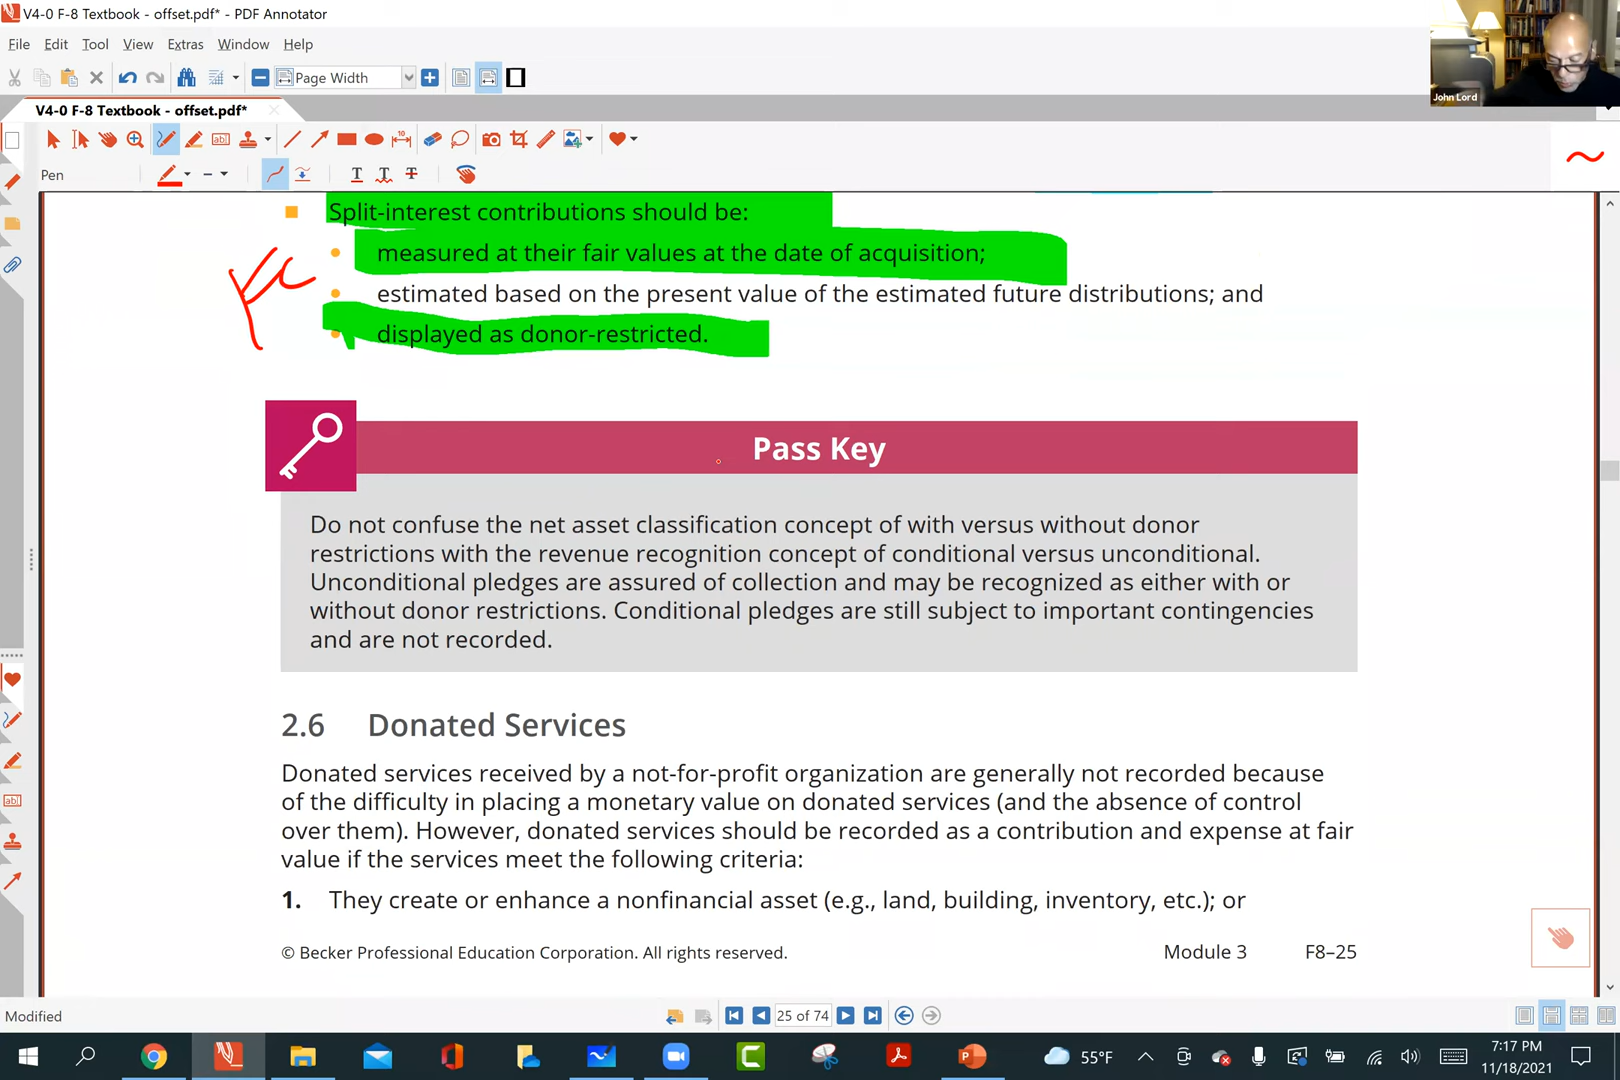 V4-0 F-8 Textbook - offset.pdf* - PDF Annotator
File Edit Tool View Extras Window Help
Page Width
V4-0 F-8 Textbook - offset.pdf*
John Lord
Pen
Split-interest contributions should be:
measured at their fair values at the date of acquisition;
estimated based on the present value of the estimated future distributions; and
displayed as donor-restricted.
Pass Key
Do not confuse the net asset classification concept of with versus without donor
restrictions with the revenue recognition concept of conditional versus unconditional.
Unconditional pledges are assured of collection and may be recognized as either with or
without donor restrictions. Conditional pledges are still subject to important contingencies
and are not recorded.
2.6 Donated Services
Donated services received by a not-for-profit organization are generally not recorded because
of the difficulty in placing a monetary value on donated services (and the absence of control
over them). However, donated services should be recorded as a contribution and expense at fair
value if the services meet the following criteria:
1. They create or enhance a nonfinancial asset (e.g., land, building, inventory, etc.); or
© Becker Professional Education Corporation. All rights reserved. Module 3 F8–25
Modified 25 of 74
55°F 7:17 PM
11/18/2021